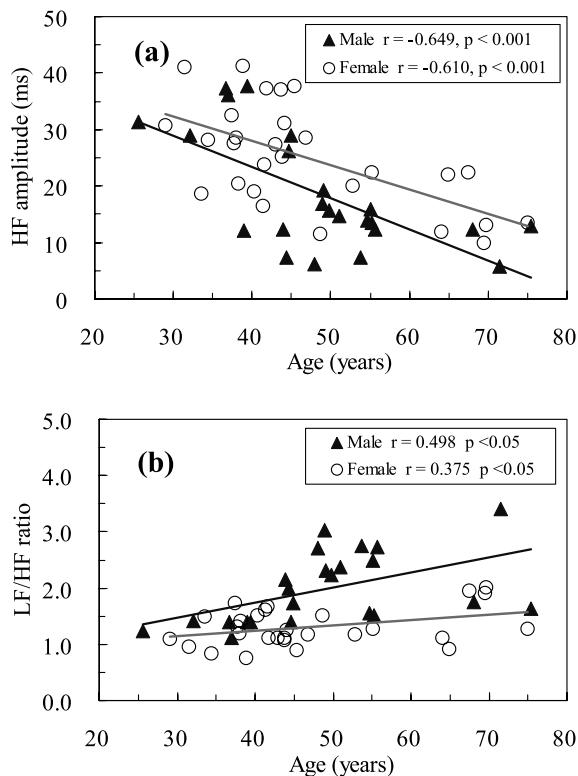 (a)
▲ Male r = -0.649, p < 0.001
○ Female r = -0.610, p < 0.001
HF amplitude (ms)
50
40
30
20
10
0
20 30 40 50 60 70 80
Age (years)
(b)
▲ Male r = 0.498 p <0.05
○ Female r = 0.375 p <0.05
LF/HF ratio
5.0
4.0
3.0
2.0
1.0
0.0
20 30 40 50 60 70 80
Age (years)